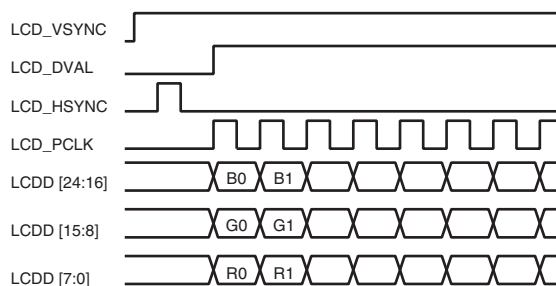 LCD_VSYNC
LCD_DVAL
LCD_HSYNC
LCD_PCLK
LCDD [24:16] B0 B1
LCDD [15:8] G0 G1
LCDD [7:0] R0 R1